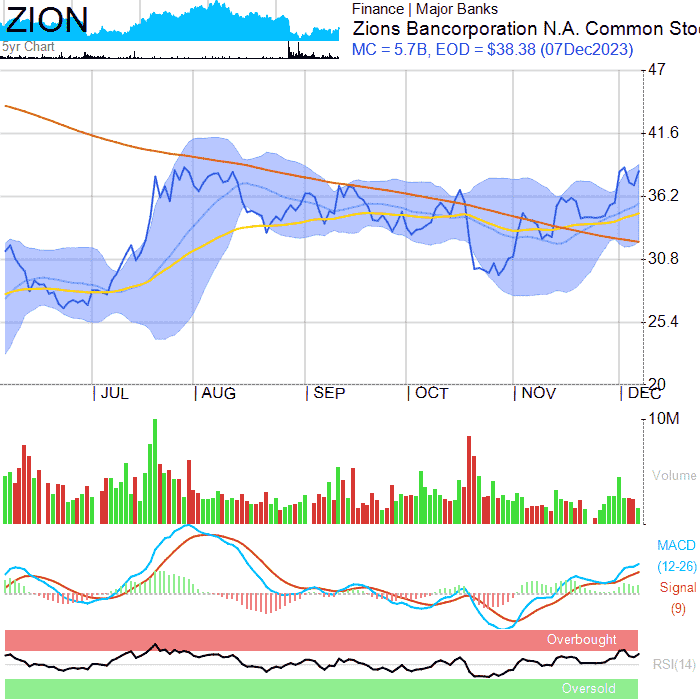 ZION
5yr Chart
Finance | Major Banks
Zions Bancorporation N.A. Common Sto
MC = 5.7B, EOD = $38.38 (07Dec2023)
47
41.6
36.2
30.8
25.4
20
JUL AUG SEP OCT NOV DEC
10M
Volume
MACD
(12-26)
Signal
(9)
Overbought
RSI(14)
Oversold